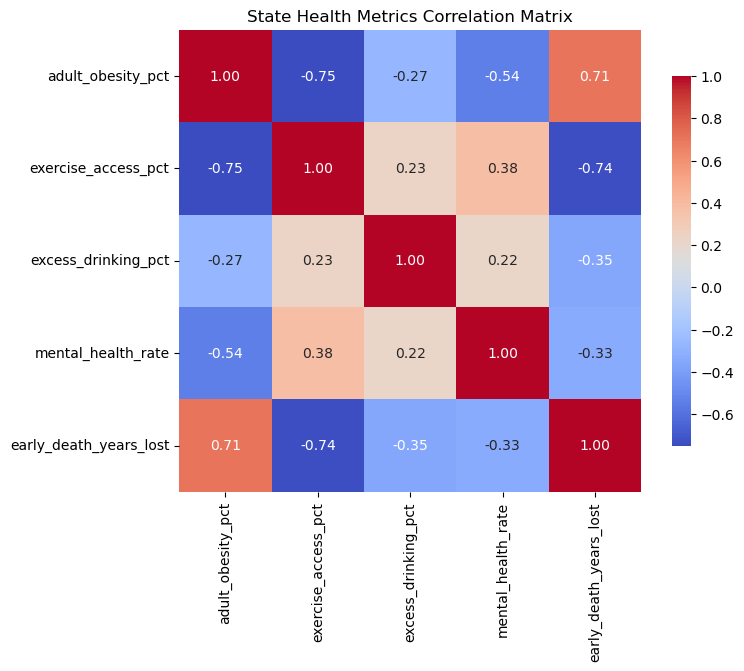 State Health Metrics Correlation Matrix
adult_obesity_pct 1.00 -0.75 -0.27 -0.54 0.71
exercise_access_pct -0.75 1.00 0.23 0.38 -0.74
excess_drinking_pct -0.27 0.23 1.00 0.22 -0.35
mental_health_rate -0.54 0.38 0.22 1.00 -0.33
early_death_years_lost 0.71 -0.74 -0.35 -0.33 1.00
adult_obesity_pct
exercise_access_pct
excess_drinking_pct
mental_health_rate
early_death_years_lost
1.0
0.8
0.6
0.4
0.2
0.0
−0.2
−0.4
−0.6